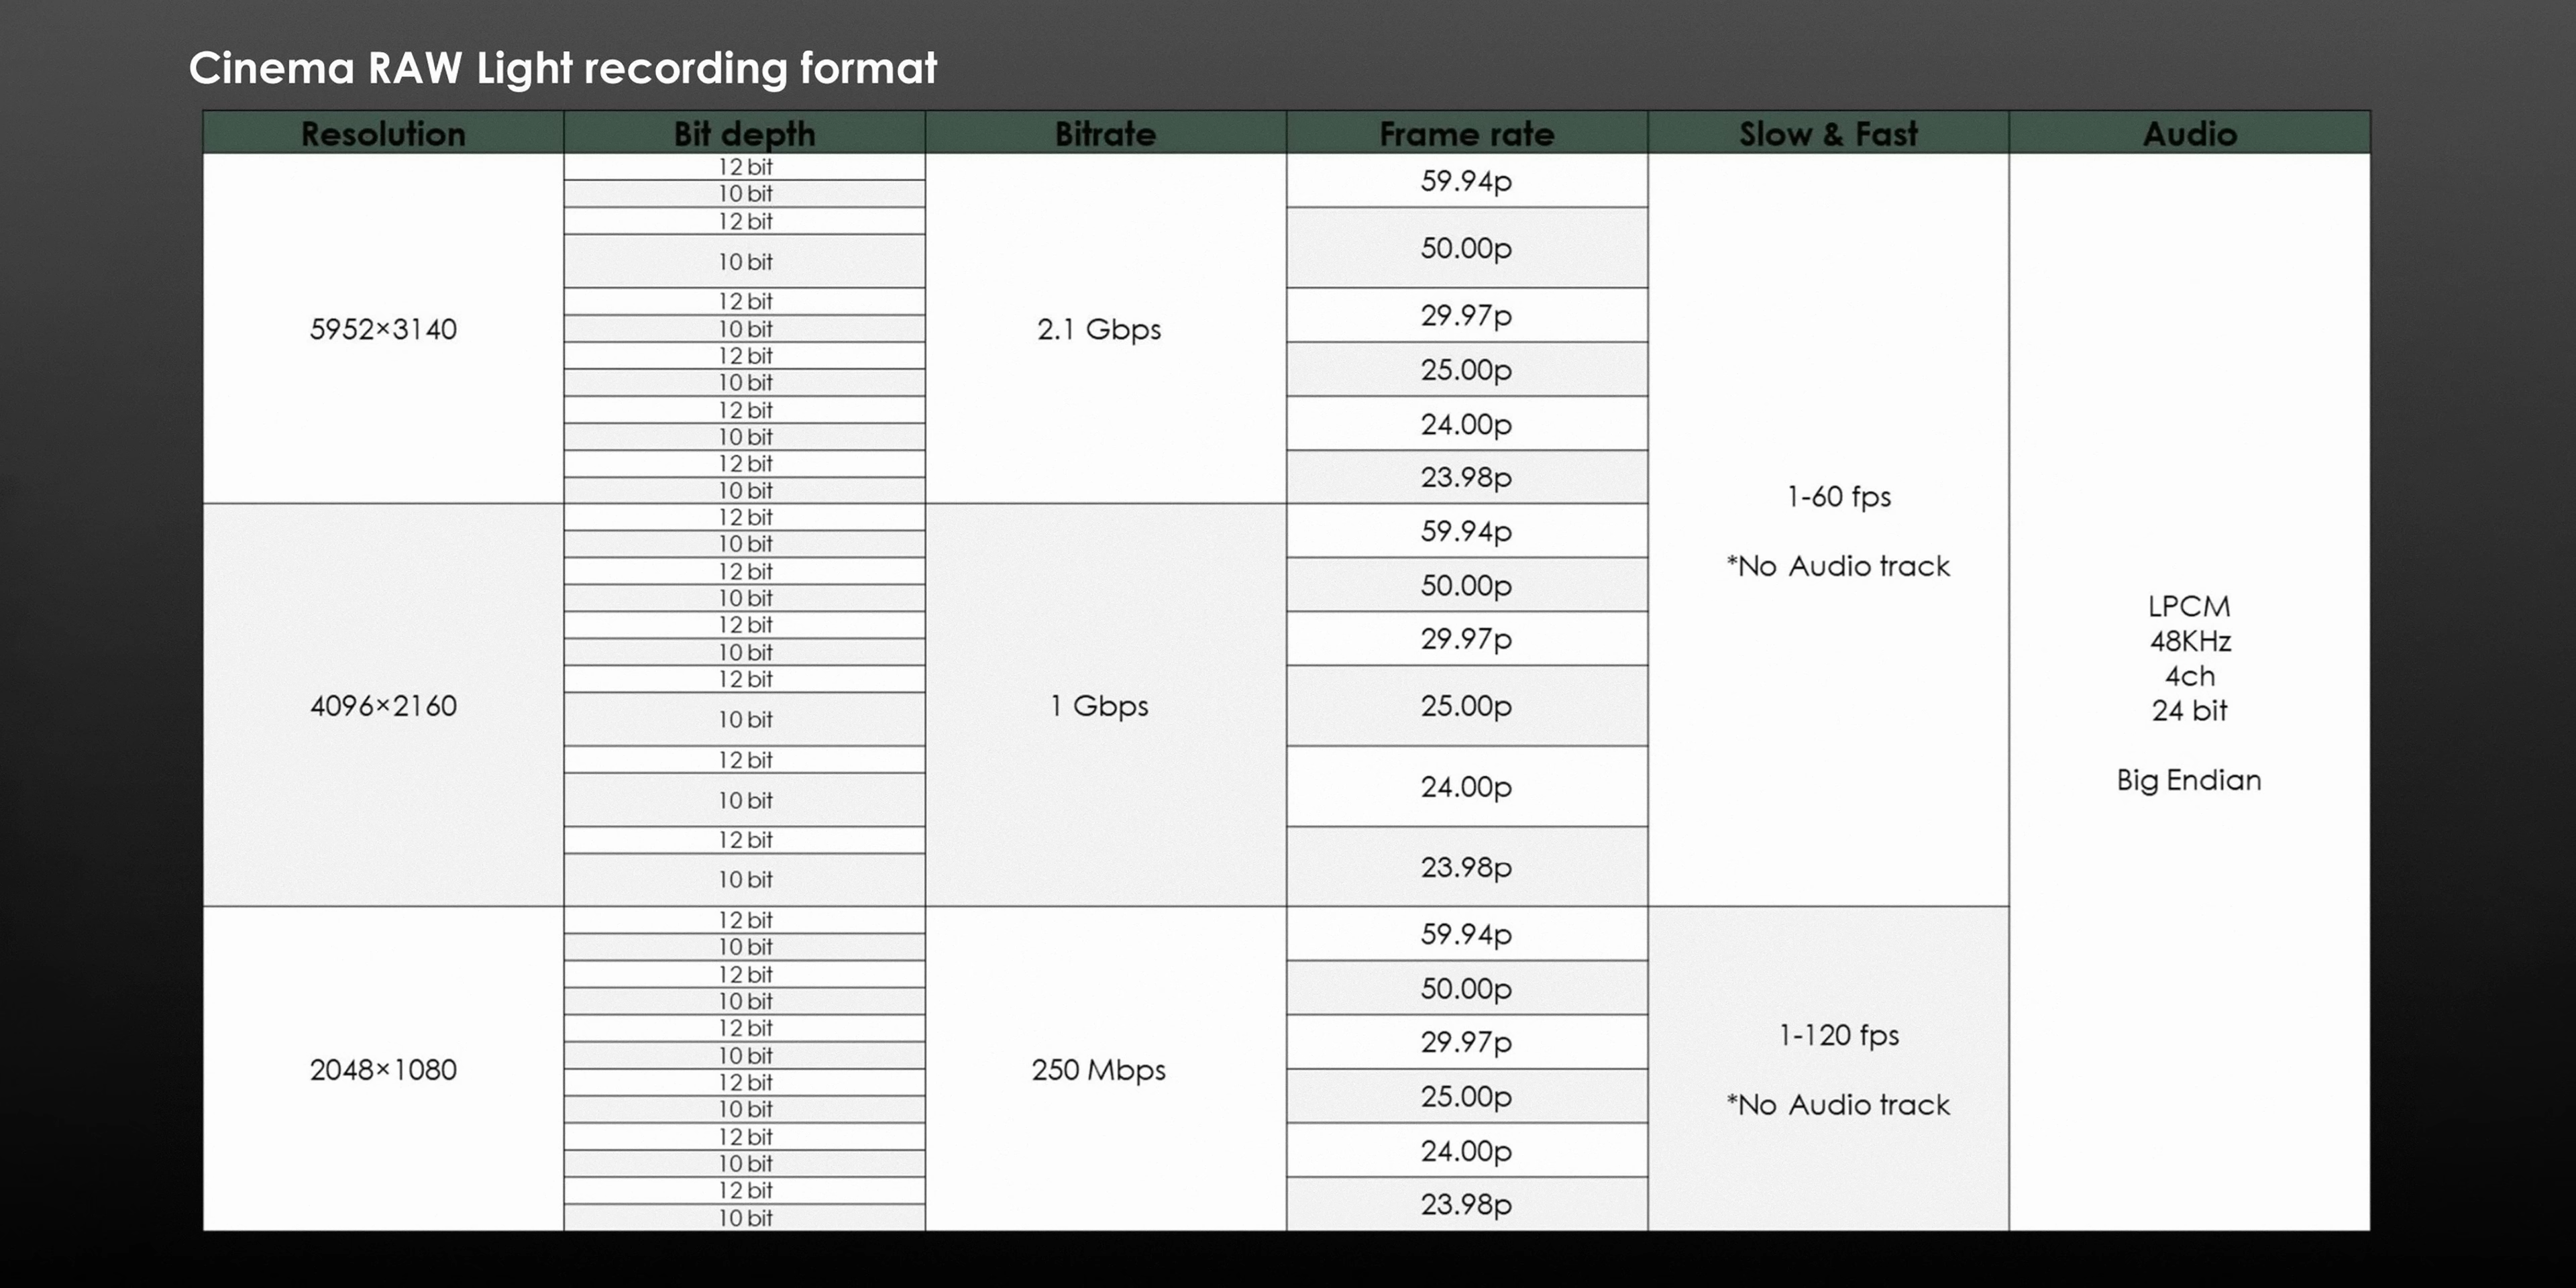 Cinema RAW Light recording format
Resolution Bit depth Bitrate Frame rate Slow & Fast Audio
5952×3140
12 bit
10 bit
12 bit
10 bit
12 bit
10 bit
12 bit
10 bit
12 bit
10 bit
12 bit
10 bit
2.1 Gbps
59.94p
50.00p
29.97p
25.00p
24.00p
23.98p
4096×2160
12 bit
10 bit
12 bit
10 bit
12 bit
10 bit
12 bit
10 bit
12 bit
10 bit
12 bit
10 bit
1 Gbps
59.94p
50.00p
29.97p
25.00p
24.00p
23.98p
1-60 fps
*No Audio track
2048×1080
12 bit
10 bit
12 bit
10 bit
12 bit
10 bit
12 bit
10 bit
12 bit
10 bit
12 bit
10 bit
250 Mbps
59.94p
50.00p
29.97p
25.00p
24.00p
23.98p
1-120 fps
*No Audio track
LPCM
48KHz
4ch
24 bit
Big Endian